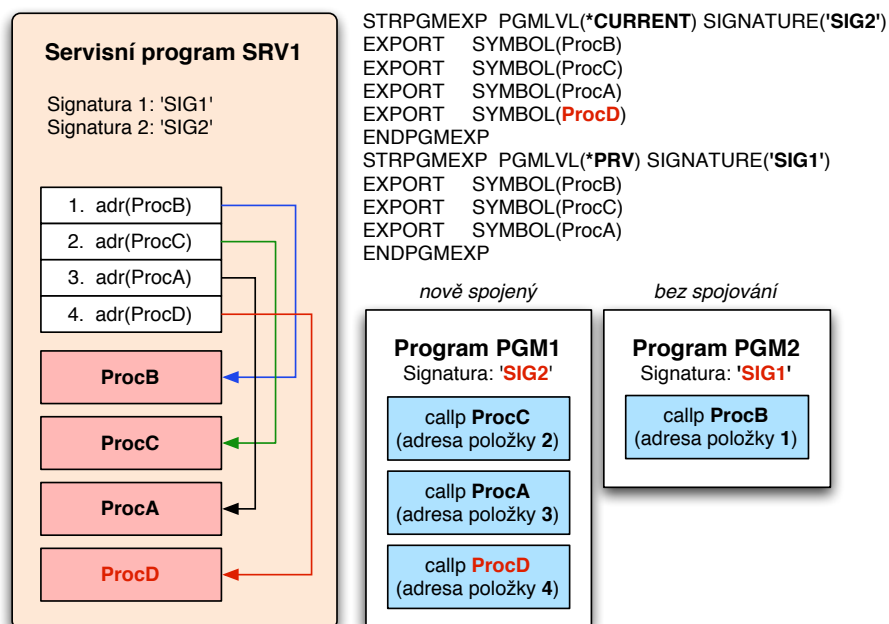 Servisní program SRV1
Signatura 1: 'SIG1'
Signatura 2: 'SIG2'
1. adr(ProcB)
2. adr(ProcC)
3. adr(ProcA)
4. adr(ProcD)
ProcB
ProcC
ProcA
ProcD
STRPGMEXP PGMLVL(*CURRENT) SIGNATURE('SIG2')
EXPORT SYMBOL(ProcB)
EXPORT SYMBOL(ProcC)
EXPORT SYMBOL(ProcA)
EXPORT SYMBOL(ProcD)
ENDPGMEXP
STRPGMEXP PGMLVL(*PRV) SIGNATURE('SIG1')
EXPORT SYMBOL(ProcB)
EXPORT SYMBOL(ProcC)
EXPORT SYMBOL(ProcA)
ENDPGMEXP
nově spojený
Program PGM1
Signatura: 'SIG2'
callp ProcC
(adresa položky 2)
callp ProcA
(adresa položky 3)
callp ProcD
(adresa položky 4)
bez spojování
Program PGM2
Signatura: 'SIG1'
callp ProcB
(adresa položky 1)